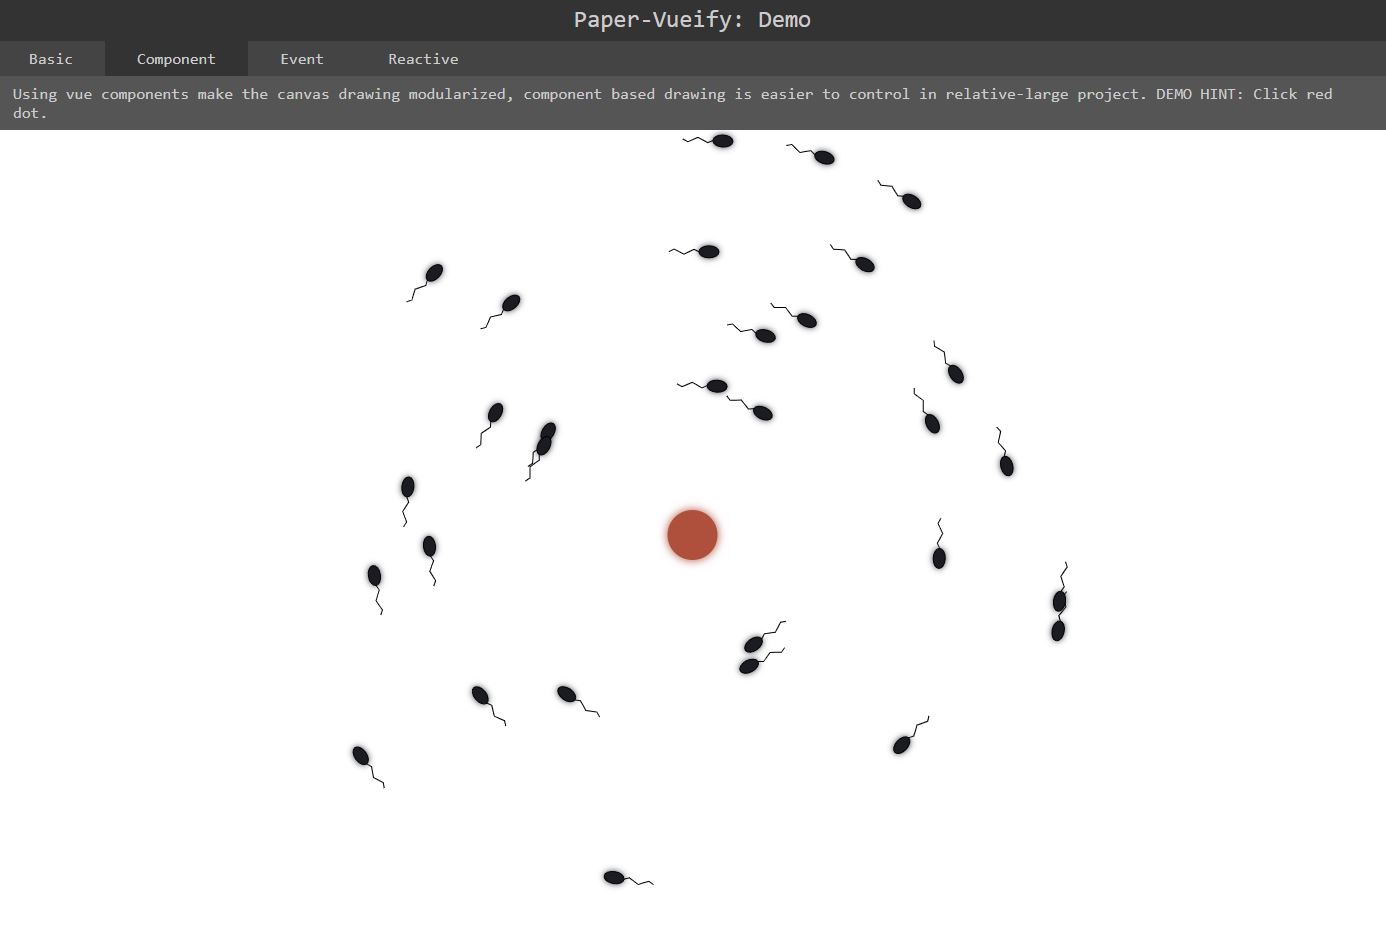 Paper-Vueify: Demo
Basic Component Event Reactive
Using vue components make the canvas drawing modularized, component based drawing is easier to control in relative-large project. DEMO HINT: Click red
dot.